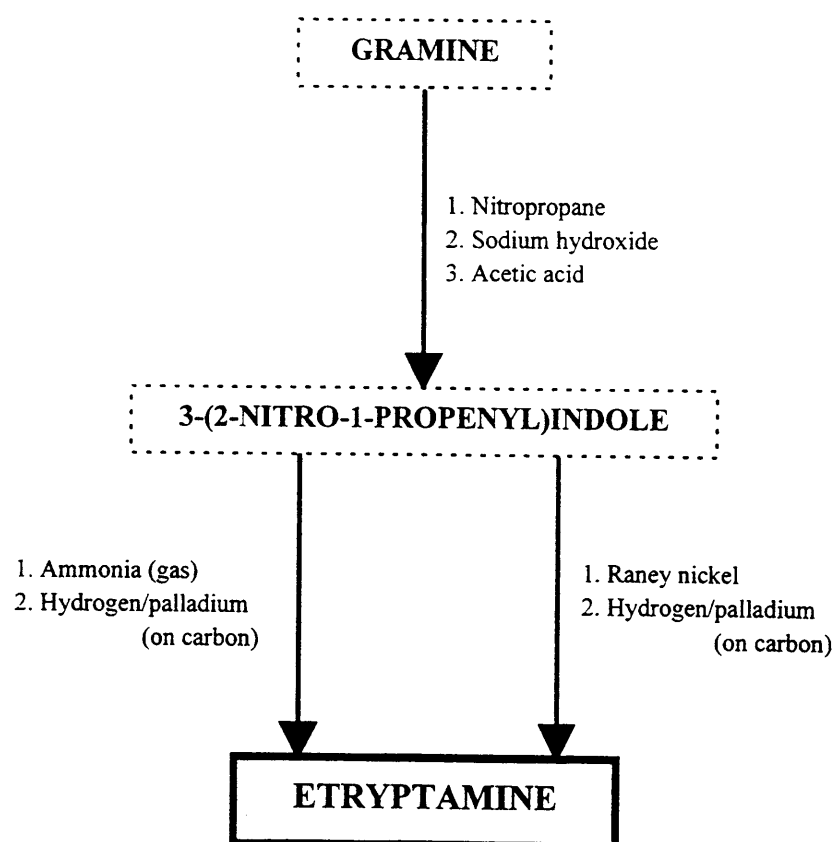 GRAMINE
1. Nitropropane
2. Sodium hydroxide
3. Acetic acid
3-(2-NITRO-1-PROPENYL)INDOLE
1. Ammonia (gas)
2. Hydrogen/palladium
(on carbon)
1. Raney nickel
2. Hydrogen/palladium
(on carbon)
ETRYPTAMINE